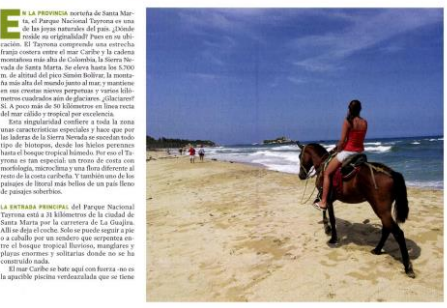 EN LA PROVINCIA norteña de Santa Mar-
ta, el Parque Nacional Tayrona es una
de las joyas naturales del país. ¿Dónde
reside su originalidad? Pues en su ubi-
cación. El Tayrona comprende una estrecha
franja costera entre el mar Caribe y la cadena
montañosa más alta de Colombia, la Sierra Ne-
vada de Santa Marta. Se eleva hasta los 5.700
m. de altitud del pico Simón Bolívar, la monta-
ña más alta del mundo junto al mar, y mantiene
en sus crestas nieves perpetuas y varios kiló-
metros cuadrados aún de glaciares. ¿Glaciares?
Sí. A poco más de 50 kilómetros en línea recta
del mar cálido y tropical por excelencia.
Esta singularidad confiere a toda la zona
unas características especiales y hace por
las laderas de la Sierra Nevada se sucedan todo
tipo de biotopos, desde los hielos perennes
hasta el bosque tropical húmedo. Por eso el Ta-
yrona es tan especial: un trozo de costa con
morfología, microclima y una flora diferente al
resto de la costa caribeña. Y también uno de los
paisajes de litoral más bellos de un país lleno
de paisajes soberbios.
LA ENTRADA PRINCIPAL del Parque Nacional
Tayrona está a 31 kilómetros de la ciudad de
Santa Marta por la carretera de La Guajira.
Allí se deja el coche. Solo se puede seguir a pie
o a caballo por un sendero que serpentea en-
tre el bosque tropical lluvioso, manglares y
playas enormes y solitarias donde no se ha
construido nada.
El mar Caribe se bate aquí con fuerza -no es
la apacible piscina verdeazulada que se tiene